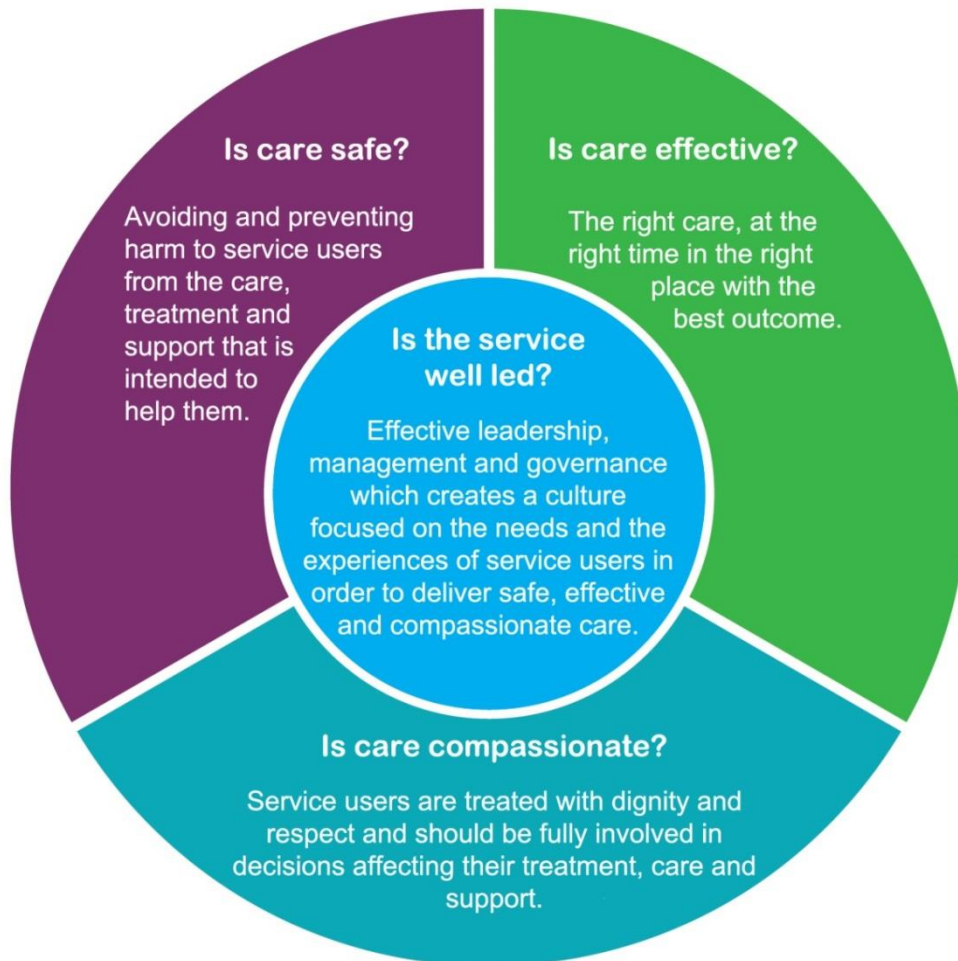 Is care safe?
Avoiding and preventing
harm to service users
from the care,
treatment and
support that is
intended to
help them.
Is care effective?
The right care, at the
right time in the right
place with the
best outcome.
Is the service
well led?
Effective leadership,
management and governance
which creates a culture
focused on the needs and the
experiences of service users in
order to deliver safe, effective
and compassionate care.
Is care compassionate?
Service users are treated with dignity and
respect and should be fully involved in
decisions affecting their treatment, care and
support.